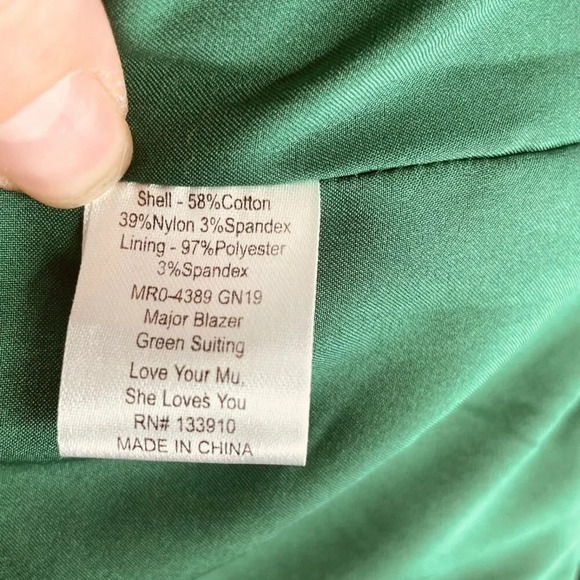 Shell - 58%Cotton
39%Nylon 3%Spandex
Lining - 97%Polyester
3%Spandex
MR0-4389 GN19
Major Blazer
Green Suiting
Love Your Mu,
She Loves You
RN# 133910
MADE IN CHINA